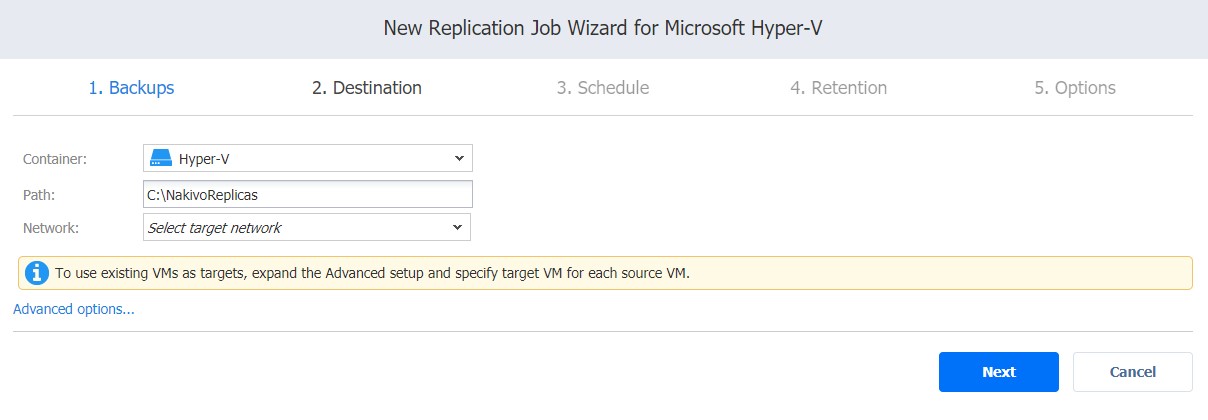 New Replication Job Wizard for Microsoft Hyper-V
1. Backups 2. Destination 3. Schedule 4. Retention 5. Options
Container: Hyper-V
Path: C:\NakivoReplicas
Network: Select target network
To use existing VMs as targets, expand the Advanced setup and specify target VM for each source VM.
Advanced options...
Next Cancel